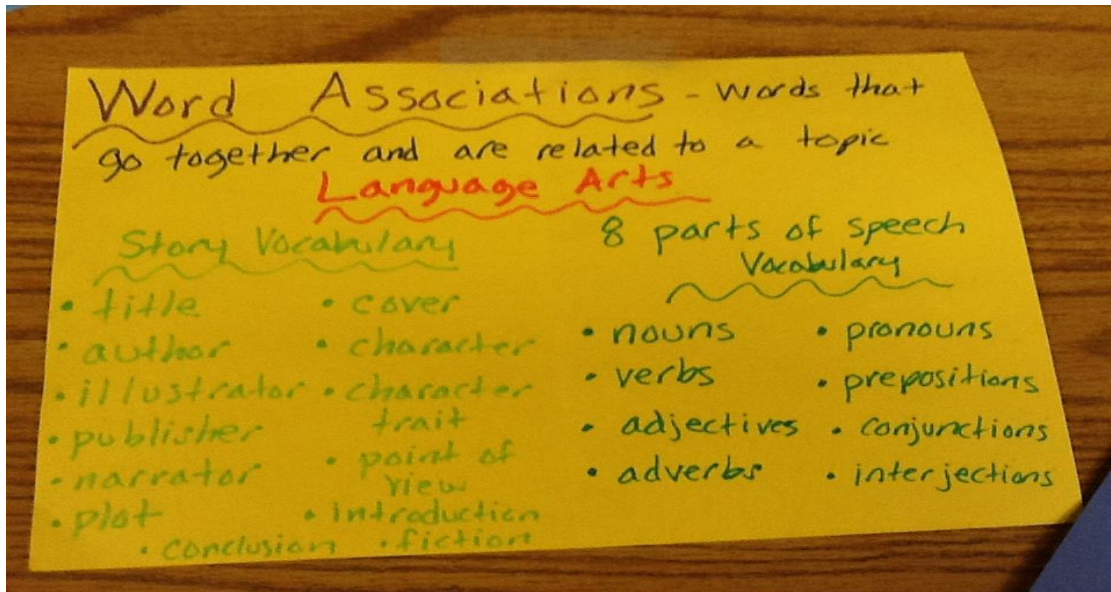 Word Associations - words that
go together and are related to a topic
Language Arts
Story Vocabulary
• title
• cover
• author
• character
• illustrator
• character
trait
• publisher
• point of
view
• narrator
• plot
• introduction
• conclusion
• fiction
8 parts of speech
Vocabulary
• nouns
• pronouns
• verbs
• prepositions
• adjectives
• conjunctions
• adverbs
• interjections